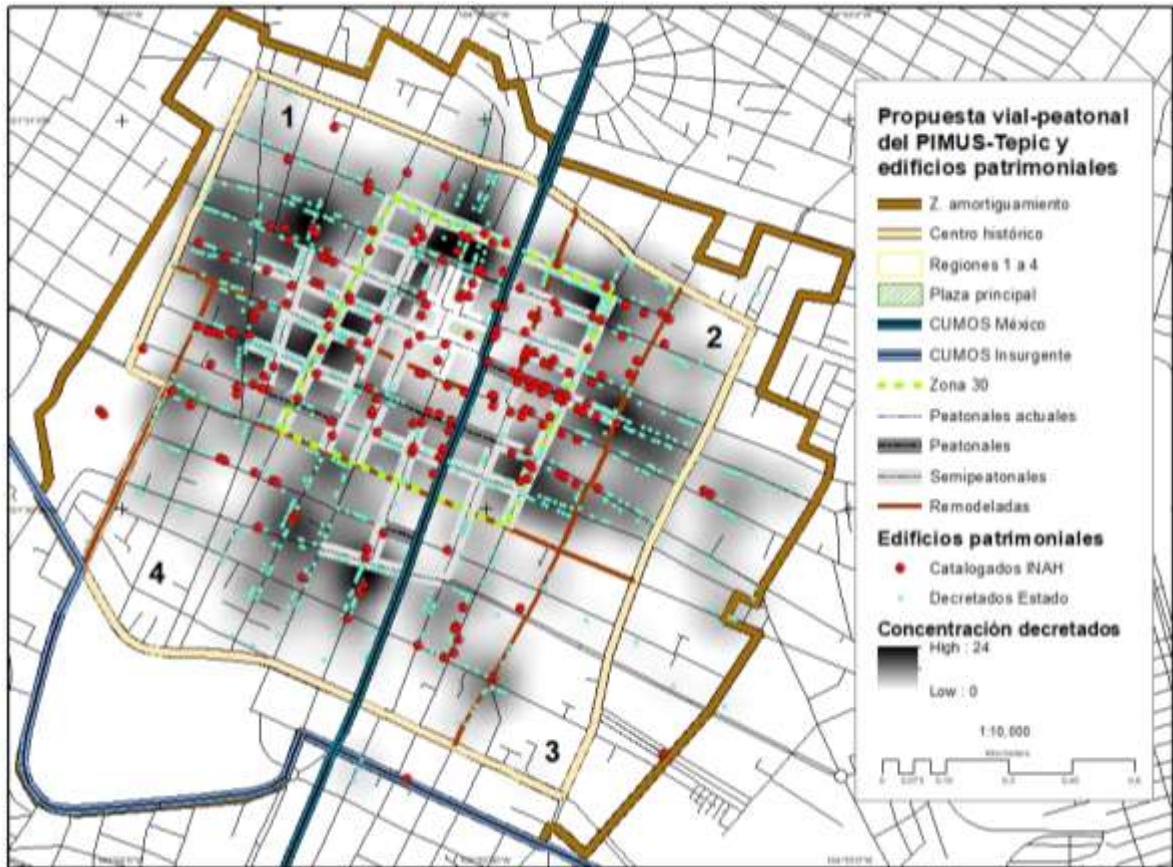 1
2
3
4
Propuesta vial-peatonal
del PIMUS-Tepic y
edificios patrimoniales
Z. amortiguamiento
Centro histórico
Regiones 1 a 4
Plaza principal
CUMOS México
CUMOS Insurgente
Zona 30
Peatonales actuales
Peatonales
Semipeatonales
Remodeladas
Edificios patrimoniales
Catalogados INAH
Decretados Estado
Concentración decretados
High : 24
Low : 0
1:10,000